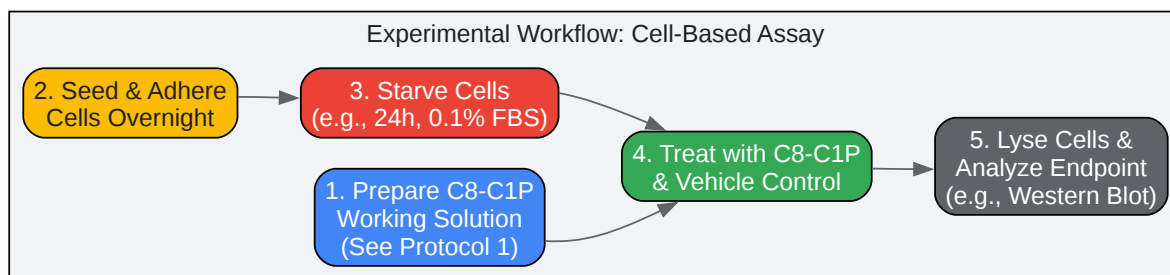 Experimental Workflow: Cell-Based Assay
2. Seed & Adhere
Cells Overnight
3. Starve Cells
(e.g., 24h, 0.1% FBS)
1. Prepare C8-C1P
Working Solution
(See Protocol 1)
4. Treat with C8-C1P
& Vehicle Control
5. Lyse Cells &
Analyze Endpoint
(e.g., Western Blot)